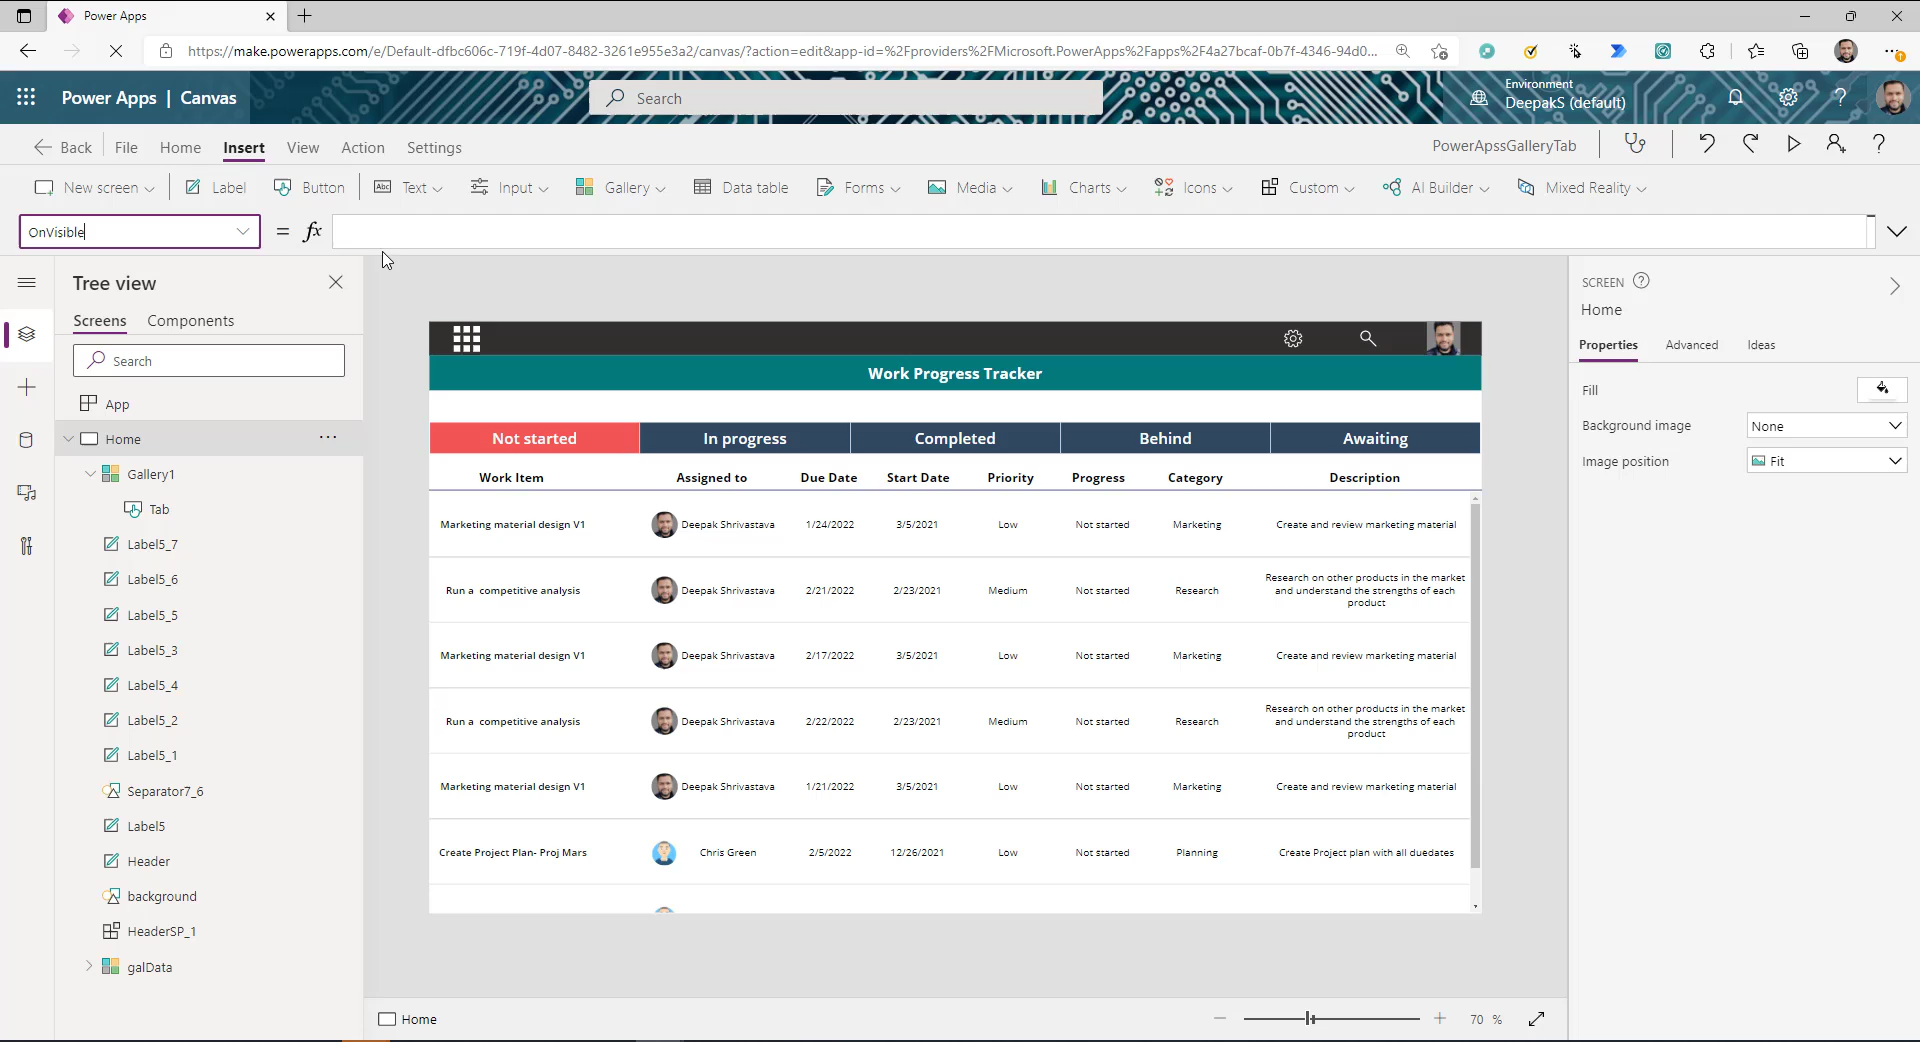 Power Apps
https://make.powerapps.com/e/Default-dfbc606c-719f-4d07-8482-3261e955e3a2/canvas/?action=edit&app-id=%2Fproviders%2FMicrosoft.PowerApps%2Fapps%2F4a27bcaf-0b7f-4346-94d0...
Power Apps | Canvas
Search
Environment
DeepakS (default)
Back File Home Insert View Action Settings
PowerApssGalleryTab
New screen Label Button Abc Text Input Gallery Data table Forms Media Charts Icons Custom AI Builder Mixed Reality
OnVisible = fx
Tree view
Screens Components
Search
App
Home ...
Gallery1
Tab
Label5_7
Label5_6
Label5_5
Label5_3
Label5_4
Label5_2
Label5_1
Separator7_6
Label5
Header
background
HeaderSP_1
galData
Work Progress Tracker
Not started In progress Completed Behind Awaiting
Work Item Assigned to Due Date Start Date Priority Progress Category Description
Marketing material design V1 Deepak Shrivastava 1/24/2022 3/5/2021 Low Not started Marketing Create and review marketing material
Run a competitive analysis Deepak Shrivastava 2/21/2022 2/23/2021 Medium Not started Research Research on other products in the market
and understand the strengths of each
product
Marketing material design V1 Deepak Shrivastava 2/17/2022 3/5/2021 Low Not started Marketing Create and review marketing material
Run a competitive analysis Deepak Shrivastava 2/22/2022 2/23/2021 Medium Not started Research Research on other products in the market
and understand the strengths of each
product
Marketing material design V1 Deepak Shrivastava 1/21/2022 3/5/2021 Low Not started Marketing Create and review marketing material
Create Project Plan- Proj Mars Chris Green 2/5/2022 12/26/2021 Low Not started Planning Create Project plan with all duedates
Home
70 %
SCREEN
Home
Properties Advanced Ideas
Fill
Background image None
Image position Fit